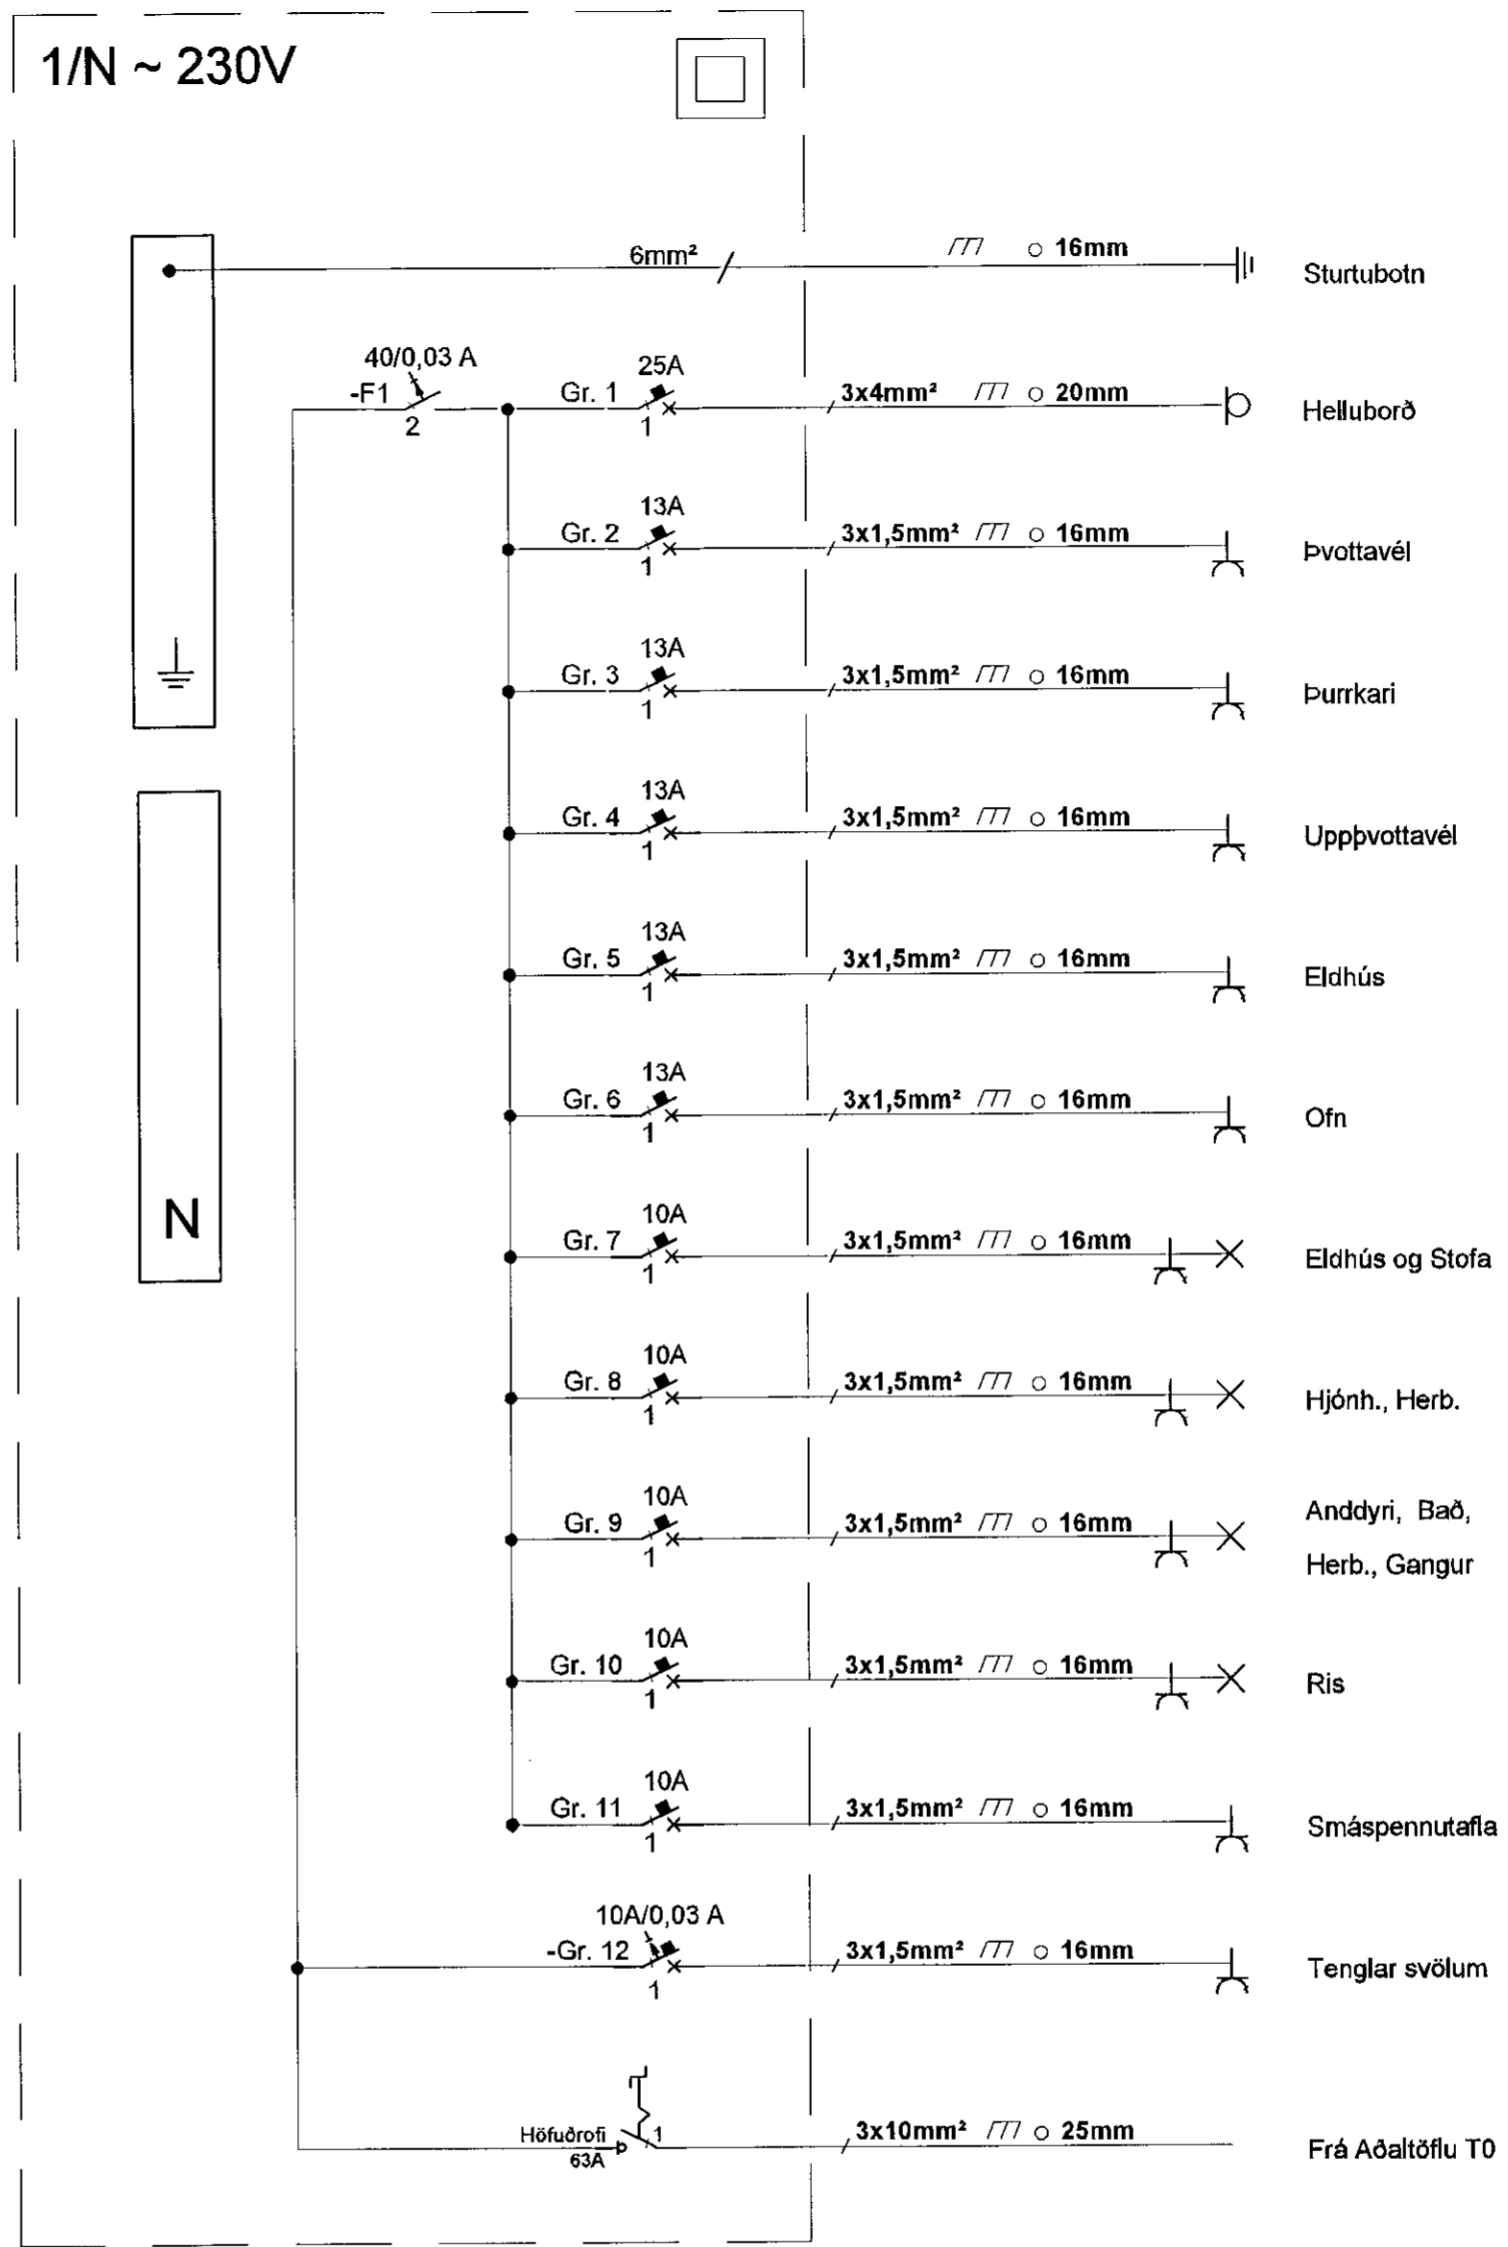 1/N ~ 230V
6mm² 16mm Sturtubotn
40/0,03 A
-F1
2
25A
Gr. 1 3x4mm² 20mm Helluborð
1
13A
Gr. 2 3x1,5mm² 16mm Þvottavél
1
13A
Gr. 3 3x1,5mm² 16mm Þurrkari
1
13A
Gr. 4 3x1,5mm² 16mm Uppþvottavél
1
13A
Gr. 5 3x1,5mm² 16mm Eldhús
1
13A
Gr. 6 3x1,5mm² 16mm Ofn
1
N
10A
Gr. 7 3x1,5mm² 16mm Eldhús og Stofa
1
10A
Gr. 8 3x1,5mm² 16mm Hjónh., Herb.
1
10A
Gr. 9 3x1,5mm² 16mm Anddyri, Bað,
Herb., Gangur
1
10A
Gr. 10 3x1,5mm² 16mm Ris
1
10A
Gr. 11 3x1,5mm² 16mm Smáspennutafla
1
10A/0,03 A
-Gr. 12 3x1,5mm² 16mm Tenglar svölum
1
Höfuðrofi 1 3x10mm² 25mm Frá Aðaltöflu T0
63A